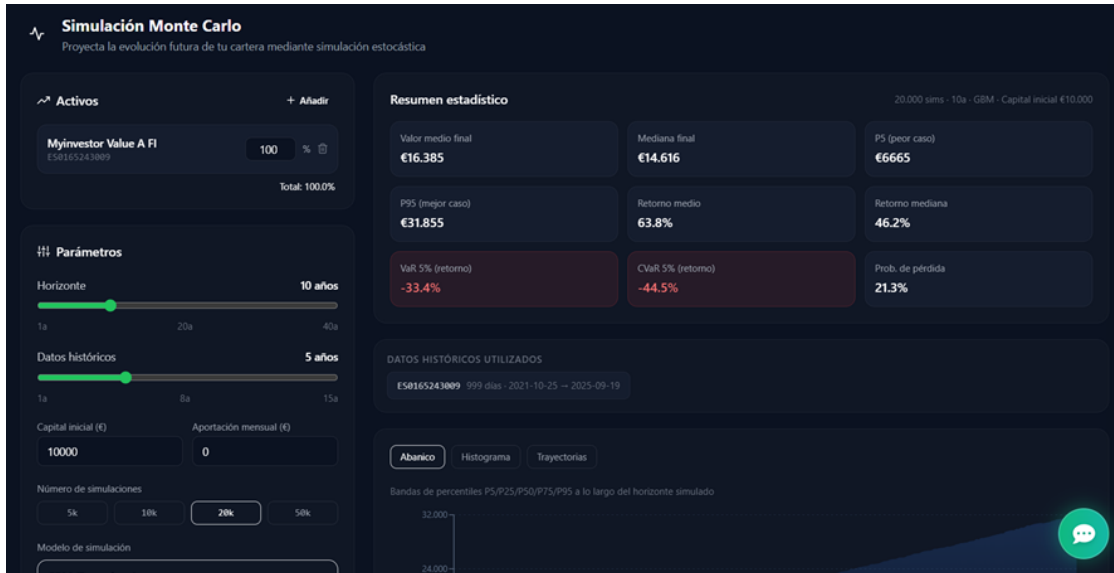 Simulación Monte Carlo
Proyecta la evolución futura de tu cartera mediante simulación estocástica
Activos
+ Añadir
Myinvestor Value A FI
ES0165243009
100 %
Total: 100.0%
Parámetros
Horizonte 10 años
1a 20a 40a
Datos históricos 5 años
1a 8a 15a
Capital inicial (€) Aportación mensual (€)
10000 0
Número de simulaciones
5k 10k 20k 50k
Modelo de simulación
Resumen estadístico
20.000 sims · 10a · GBM · Capital inicial €10.000
Valor medio final
€16.385
Mediana final
€14.616
P5 (peor caso)
€6665
P95 (mejor caso)
€31.855
Retorno medio
63.8%
Retorno mediana
46.2%
VaR 5% (retorno)
-33.4%
CVaR 5% (retorno)
-44.5%
Prob. de pérdida
21.3%
DATOS HISTÓRICOS UTILIZADOS
ES0165243009 999 días · 2021-10-25 → 2025-09-19
Abanico Histograma Trayectorias
Bandas de percentiles P5/P25/P50/P75/P95 a lo largo del horizonte simulado
32.000
24.000